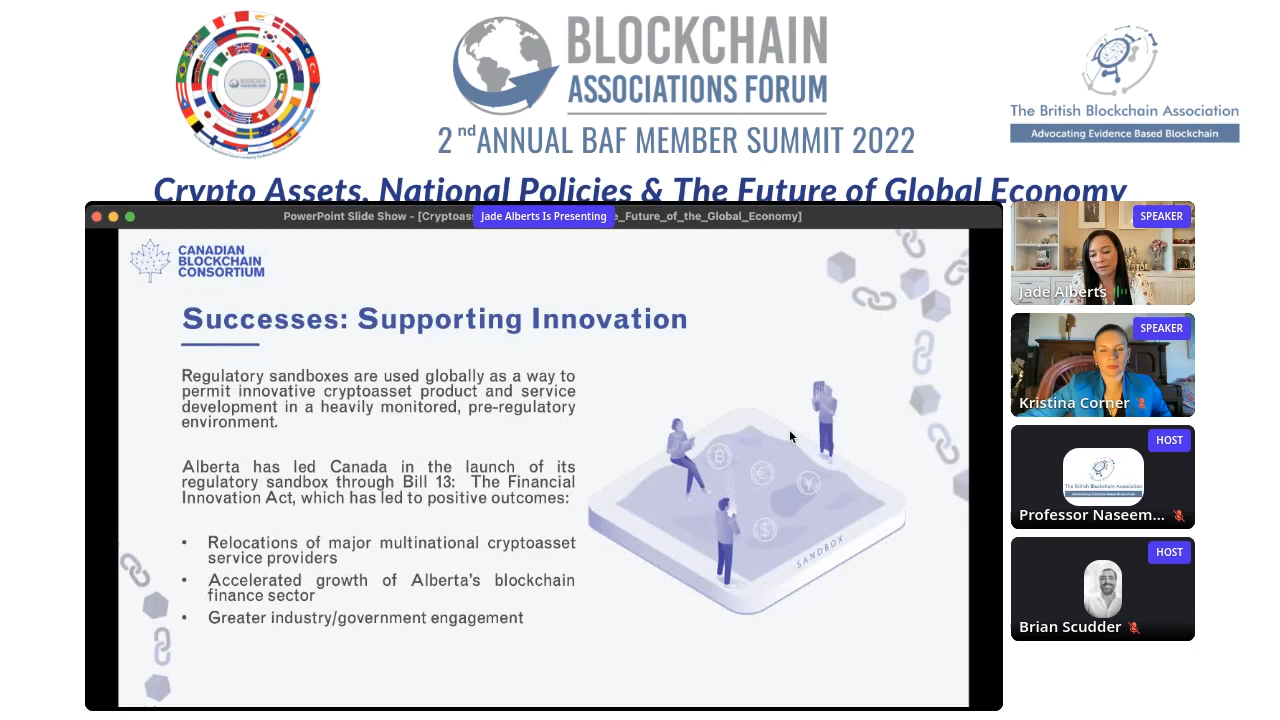 BLOCKCHAIN
ASSOCIATIONS FORUM
2nd ANNUAL BAF MEMBER SUMMIT 2022
The British Blockchain Association
Advocating Evidence Based Blockchain
Crypto Assets, National Policies & The Future of Global Economy
PowerPoint Slide Show - [Cryptoas
Jade Alberts Is Presenting
e_Future_of_the_Global_Economy]
CANADIAN
BLOCKCHAIN
CONSORTIUM
Successes: Supporting Innovation
Regulatory sandboxes are used globally as a way to
permit innovative cryptoasset product and service
development in a heavily monitored, pre-regulatory
environment.
Alberta has led Canada in the launch of its
regulatory sandbox through Bill 13: The Financial
Innovation Act, which has led to positive outcomes:
• Relocations of major multinational cryptoasset
service providers
• Accelerated growth of Alberta's blockchain
finance sector
• Greater industry/government engagement
SANDBOX
SPEAKER
Jade Alberts
SPEAKER
Kristina Corner
HOST
The British Blockchain Association
Professor Naseem...
HOST
Brian Scudder